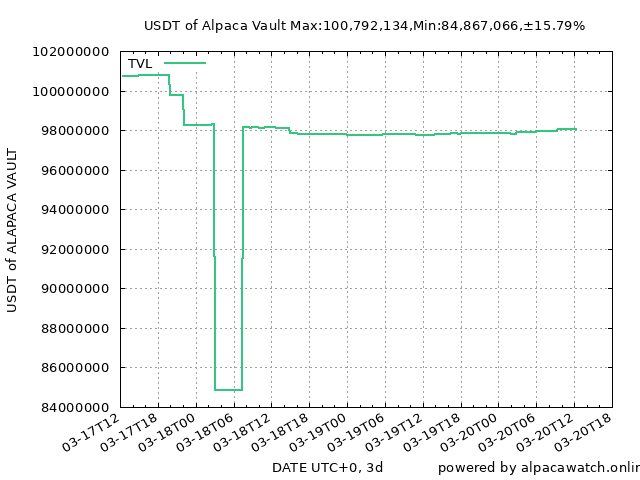 USDT of Alpaca Vault Max:100,792,134,Min:84,867,066,±15.79%
TVL
102000000
100000000
98000000
96000000
94000000
92000000
90000000
88000000
86000000
84000000
USDT of ALAPACA VAULT
03-17T12
03-17T18
03-18T00
03-18T06
03-18T12
03-18T18
03-19T00
03-19T06
03-19T12
03-19T18
03-20T00
03-20T06
03-20T12
03-20T18
DATE UTC+0, 3d
powered by alpacawatch.onlin